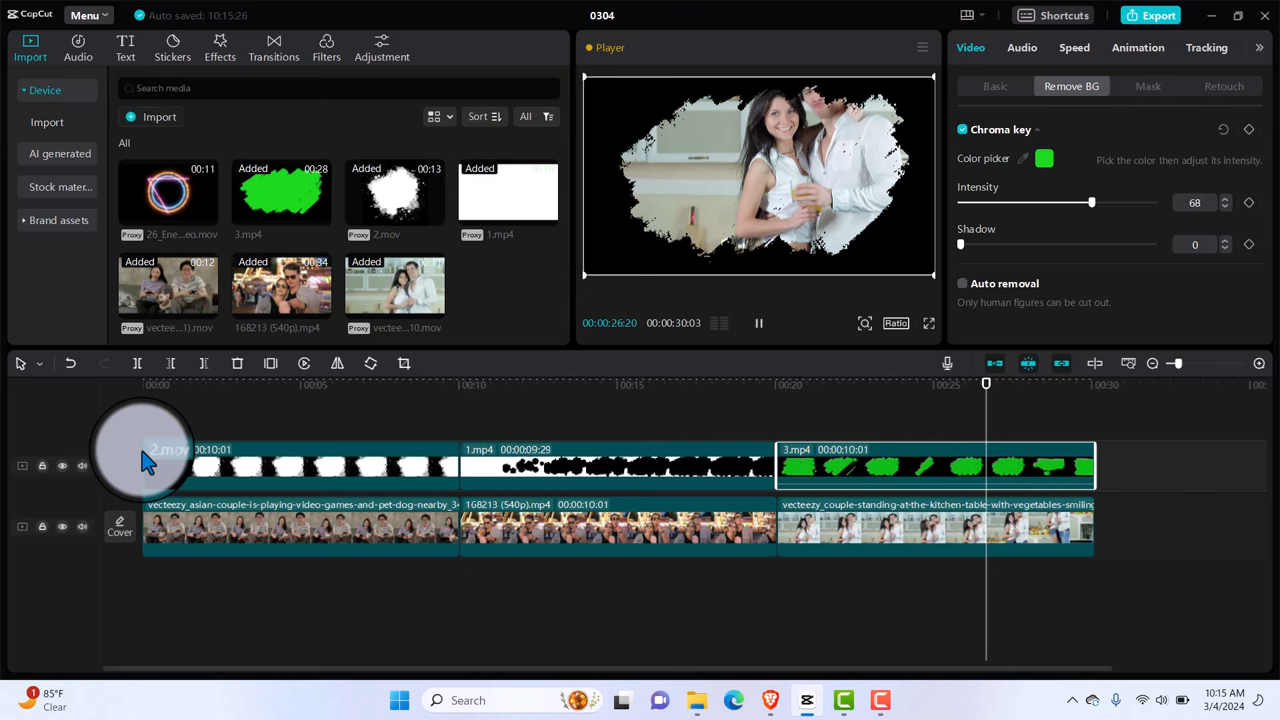 CapCut
Menu
Auto saved: 10:15:26
0304
Shortcuts
Export
Import
Audio
Text
Stickers
Effects
Transitions
Filters
Adjustment
Device
Import
AI generated
Stock mater...
Brand assets
Search media
Import
Sort
All
All
00:11
Added
00:28
Added
00:13
Added
Proxy 26_Ene...eo.mov
3.mp4
Proxy 2.mov
Proxy 1.mp4
00:12
Added
00:34
Added
Proxy vectee...1).mov
168213 (540p).mp4
Proxy vectee...10.mov
Player
00:00:26:20
00:00:30:03
Ratio
Video
Audio
Speed
Animation
Tracking
Basic
Remove BG
Mask
Retouch
Chroma key
Color picker
Pick the color then adjust its intensity.
Intensity
68
Shadow
0
Auto removal
Only human figures can be cut out.
00:00
00:05
00:10
00:15
00:20
00:25
00:30
2.mov 00:10:01
1.mp4 00:00:09:29
3.mp4 00:00:10:01
Cover
vecteezy_asian-couple-is-playing-video-games-and-pet-dog-nearby_3
168213 (540p).mp4 00:00:10:01
vecteezy_couple-standing-at-the-kitchen-table-with-vegetables-smiling
1
85°F
Clear
Search
10:15 AM
3/4/2024